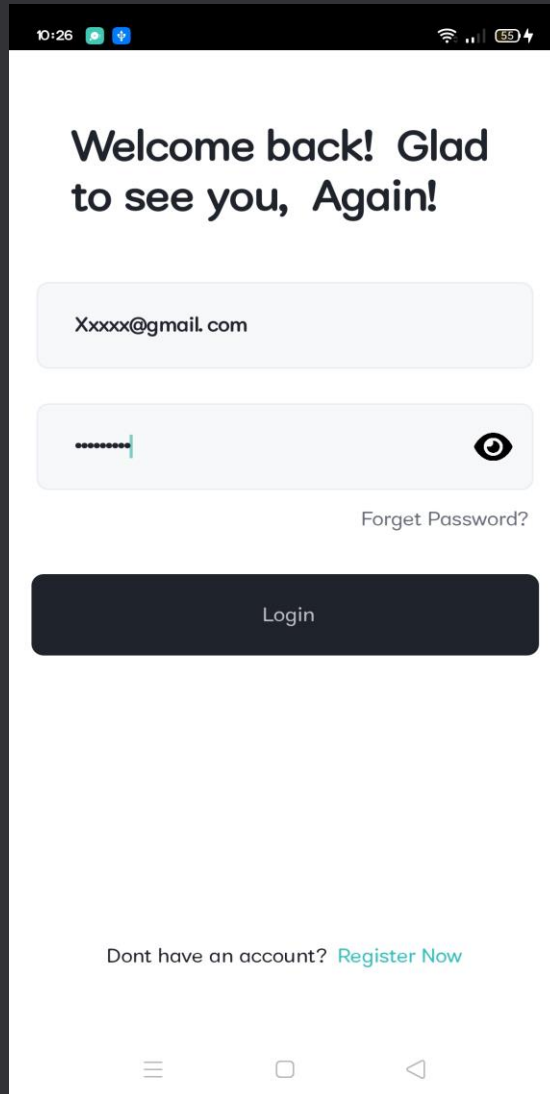 10:26
55
Welcome back!  Glad
to see you,  Again!
Xxxxx@gmail. com
•••••••••
Forget Password?
Login
Dont have an account?  Register Now